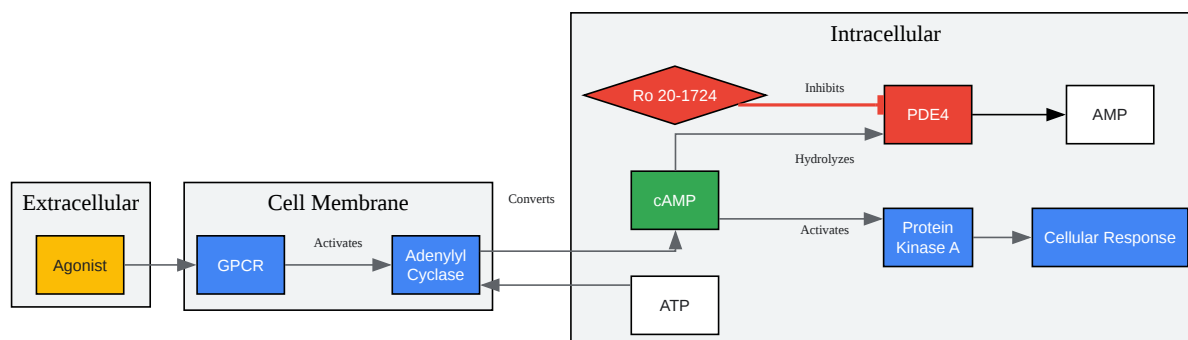 Intracellular
Ro 20-1724
Inhibits
PDE4
AMP
Hydrolyzes
Extracellular
Cell Membrane
Converts
cAMP
Activates
Protein
Kinase A
Cellular Response
Agonist
GPCR
Activates
Adenylyl
Cyclase
ATP